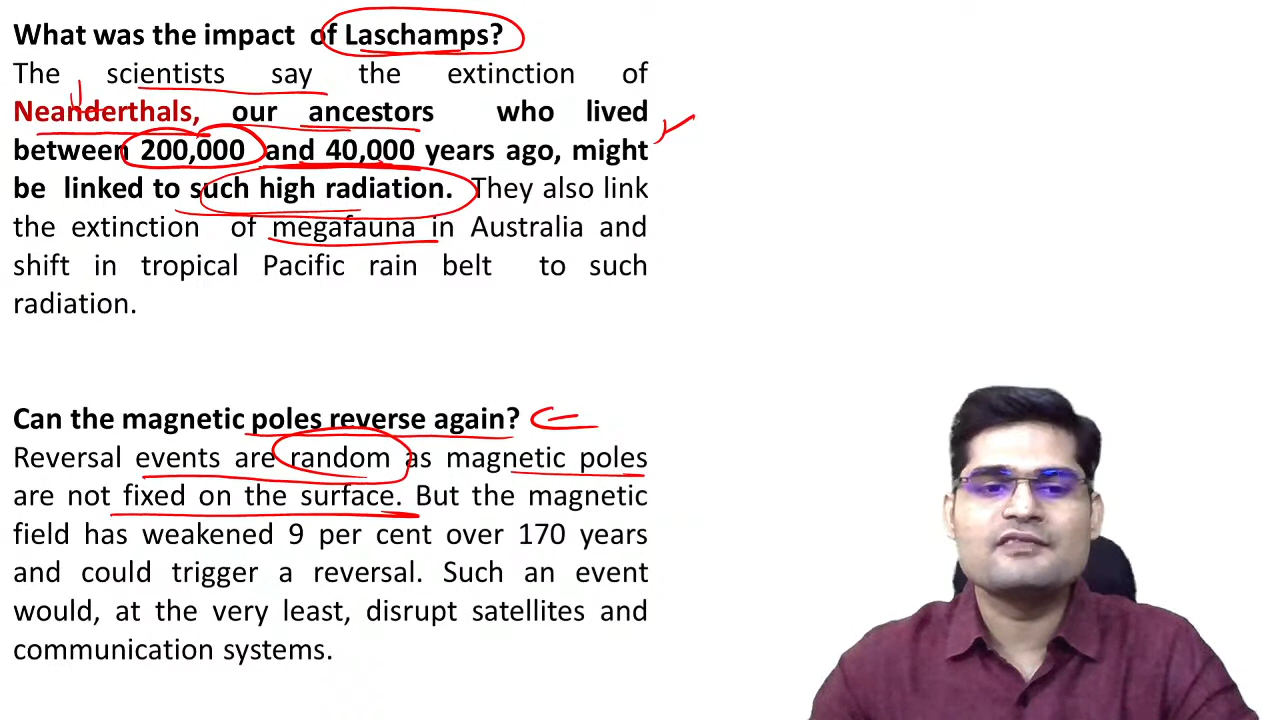 What was the impact of Laschamps?
The scientists say the extinction of
Neanderthals, our ancestors who lived
between 200,000 and 40,000 years ago, might
be linked to such high radiation. They also link
the extinction of megafauna in Australia and
shift in tropical Pacific rain belt to such
radiation.
Can the magnetic poles reverse again?
Reversal events are random as magnetic poles
are not fixed on the surface. But the magnetic
field has weakened 9 per cent over 170 years
and could trigger a reversal. Such an event
would, at the very least, disrupt satellites and
communication systems.